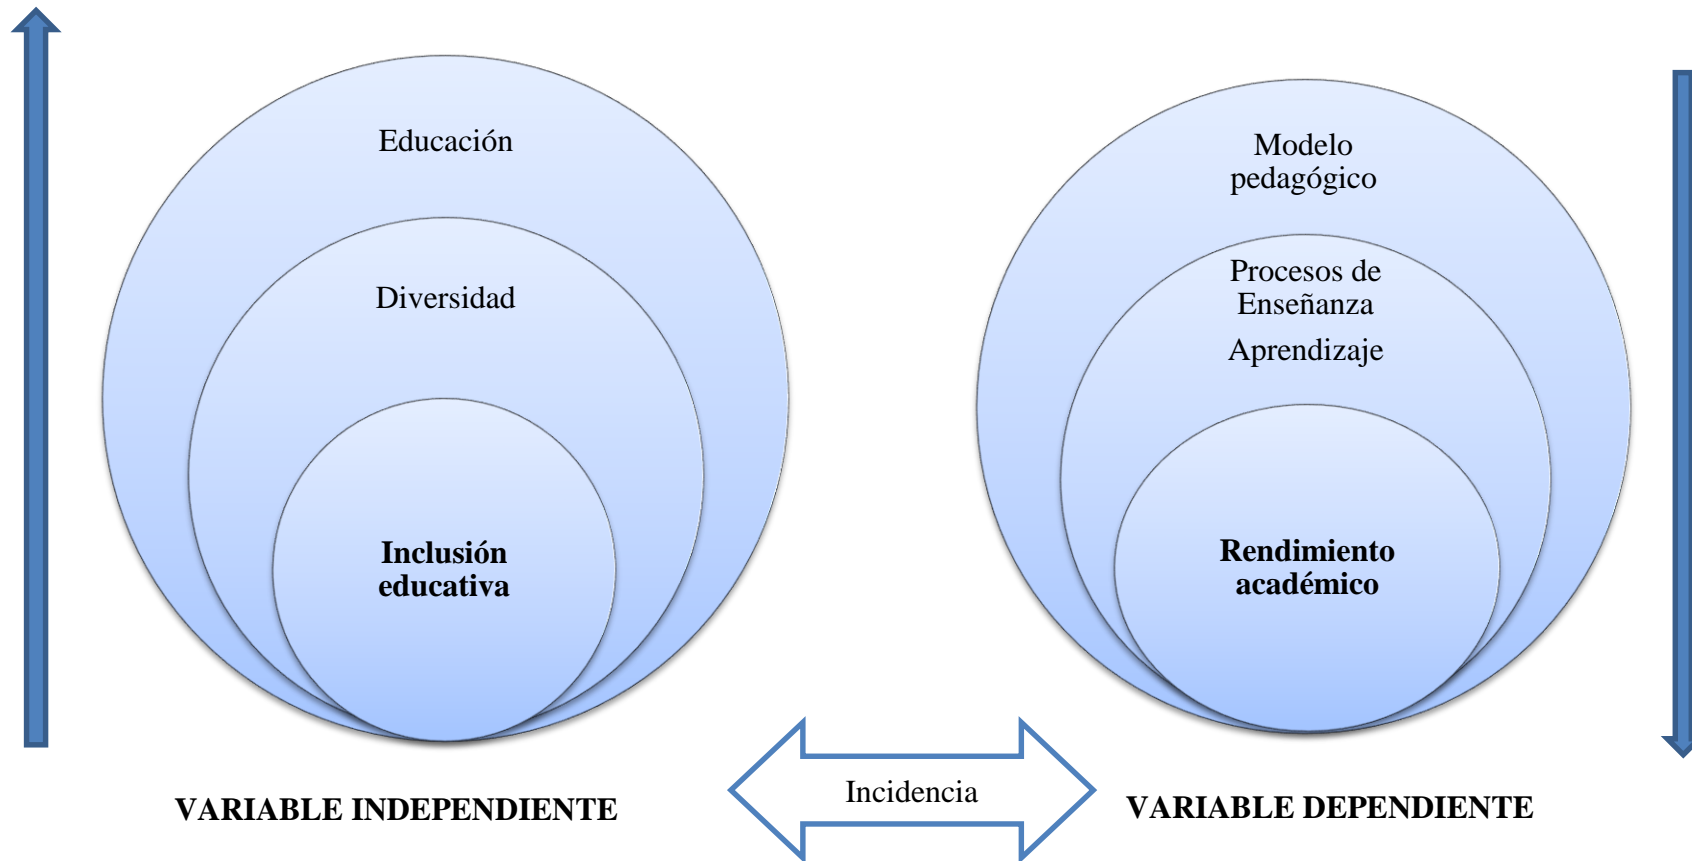 Educación
Diversidad
Inclusión
educativa
Modelo
pedagógico
Procesos de
Enseñanza
Aprendizaje
Rendimiento
académico
VARIABLE INDEPENDIENTE
Incidencia
VARIABLE DEPENDIENTE